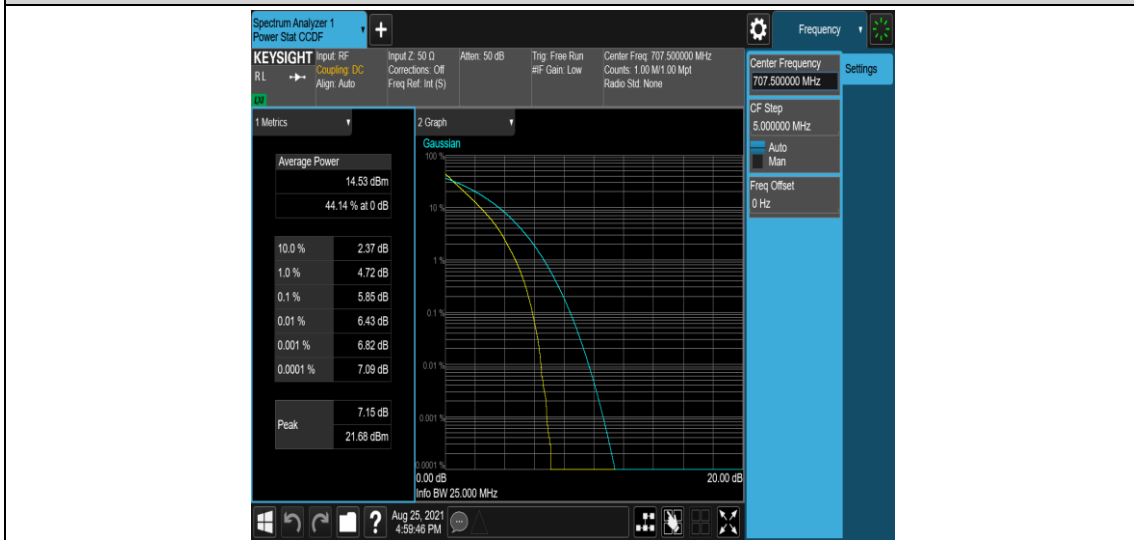 Spectrum Analyzer 1
Power Stat CCDF
+
Frequency
KEYSIGHT
RL
LXI
Input: RF
Coupling: DC
Align: Auto
Input Z: 50 Ω
Corrections: Off
Freq Ref: Int (S)
Atten: 50 dB
Trig: Free Run
#IF Gain: Low
Center Freq: 707.500000 MHz
Counts: 1.00 M/1.00 Mpt
Radio Std: None
Center Frequency
707.500000 MHz
Settings
CF Step
5.000000 MHz
Auto
Man
Freq Offset
0 Hz
1 Metrics
Average Power
14.53 dBm
44.14 % at 0 dB
10.0 % 2.37 dB
1.0 % 4.72 dB
0.1 % 5.85 dB
0.01 % 6.43 dB
0.001 % 6.82 dB
0.0001 % 7.09 dB
Peak
7.15 dB
21.68 dBm
2 Graph
Gaussian
100 %
10 %
1 %
0.1 %
0.01 %
0.001 %
0.0001 %
0.00 dB 20.00 dB
Info BW 25.000 MHz
?
Aug 25, 2021
4:59:46 PM